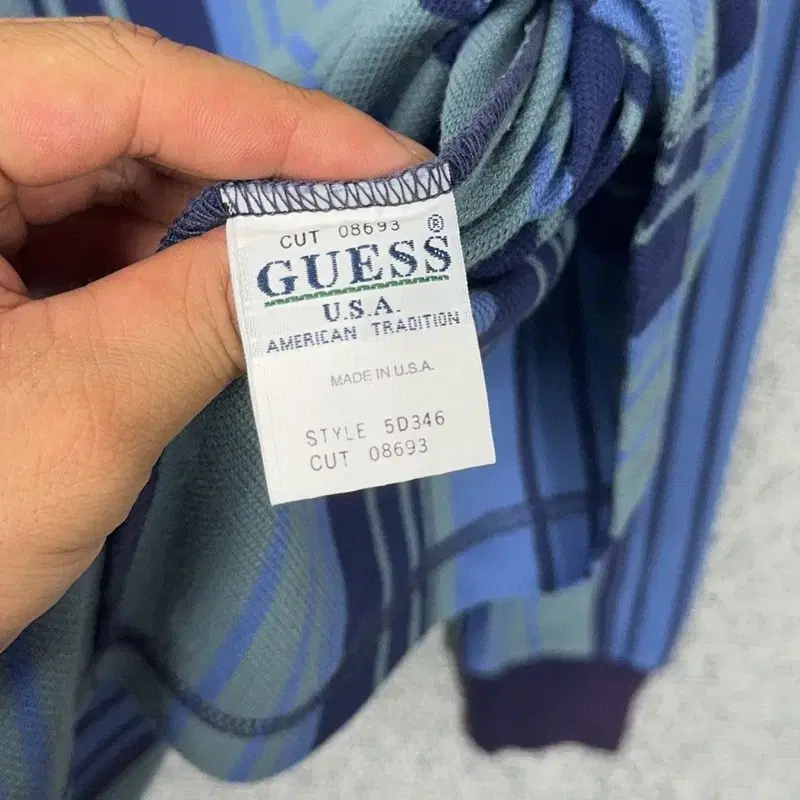 CUT 08693
GUESS®
U.S.A.
AMERICAN TRADITION
MADE IN U.S.A.
STYLE 5D346
CUT 08693